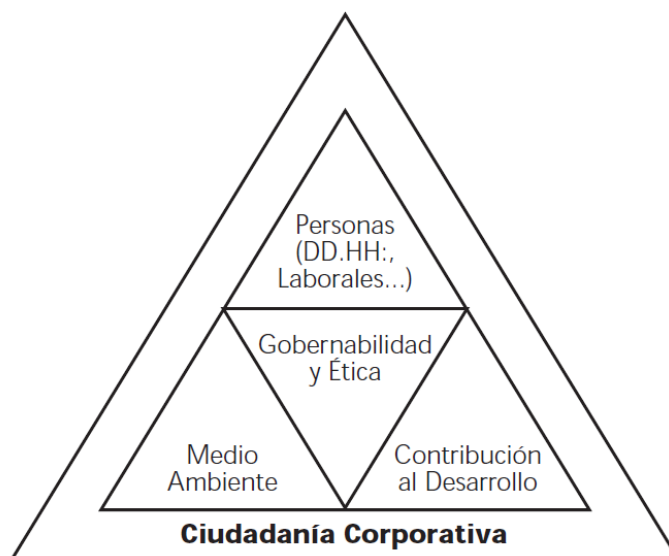 Personas
(DD.HH:,
Laborales...)
Gobernabilidad
y Ética
Medio
Ambiente
Contribución
al Desarrollo
Ciudadanía Corporativa